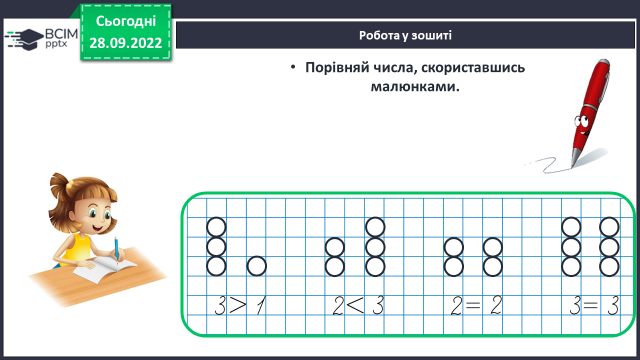 Сьогодні
28.09.2022
BCIM
pptx
Робота у зошиті
• Порівняй числа, скориставшись
малюнками.
3 > 1 2 < 3 2 = 2 3 = 3